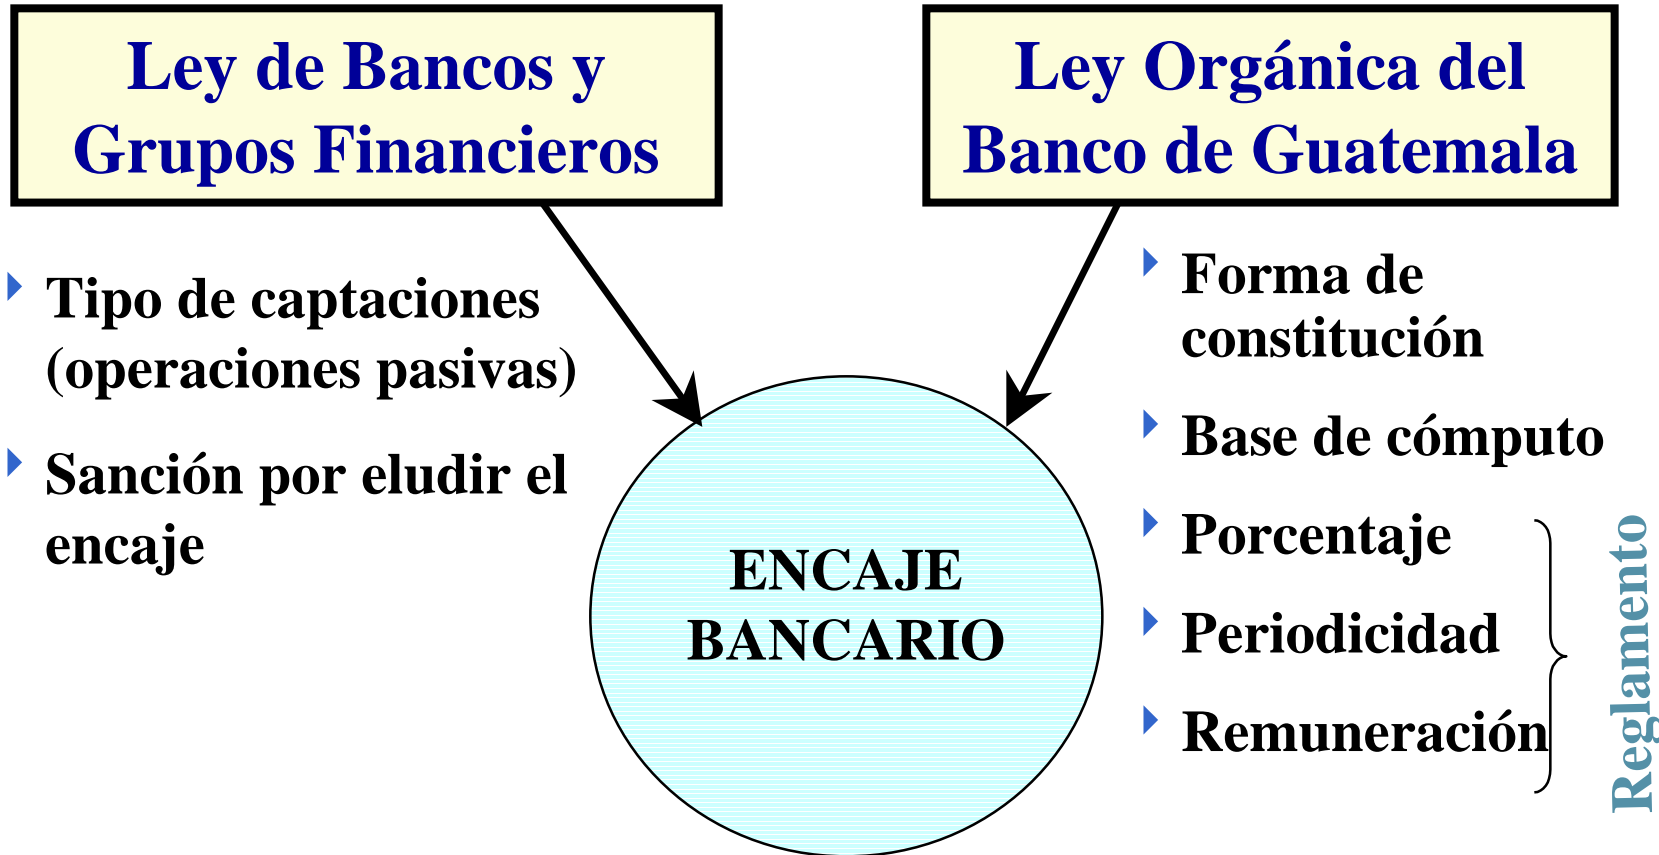 Ley de Bancos y
Grupos Financieros
Ley Orgánica del
Banco de Guatemala
Tipo de captaciones
(operaciones pasivas)
Sanción por eludir el
encaje
ENCAJE
BANCARIO
Forma de
constitución
Base de cómputo
Porcentaje
Periodicidad
Remuneración
Reglamento